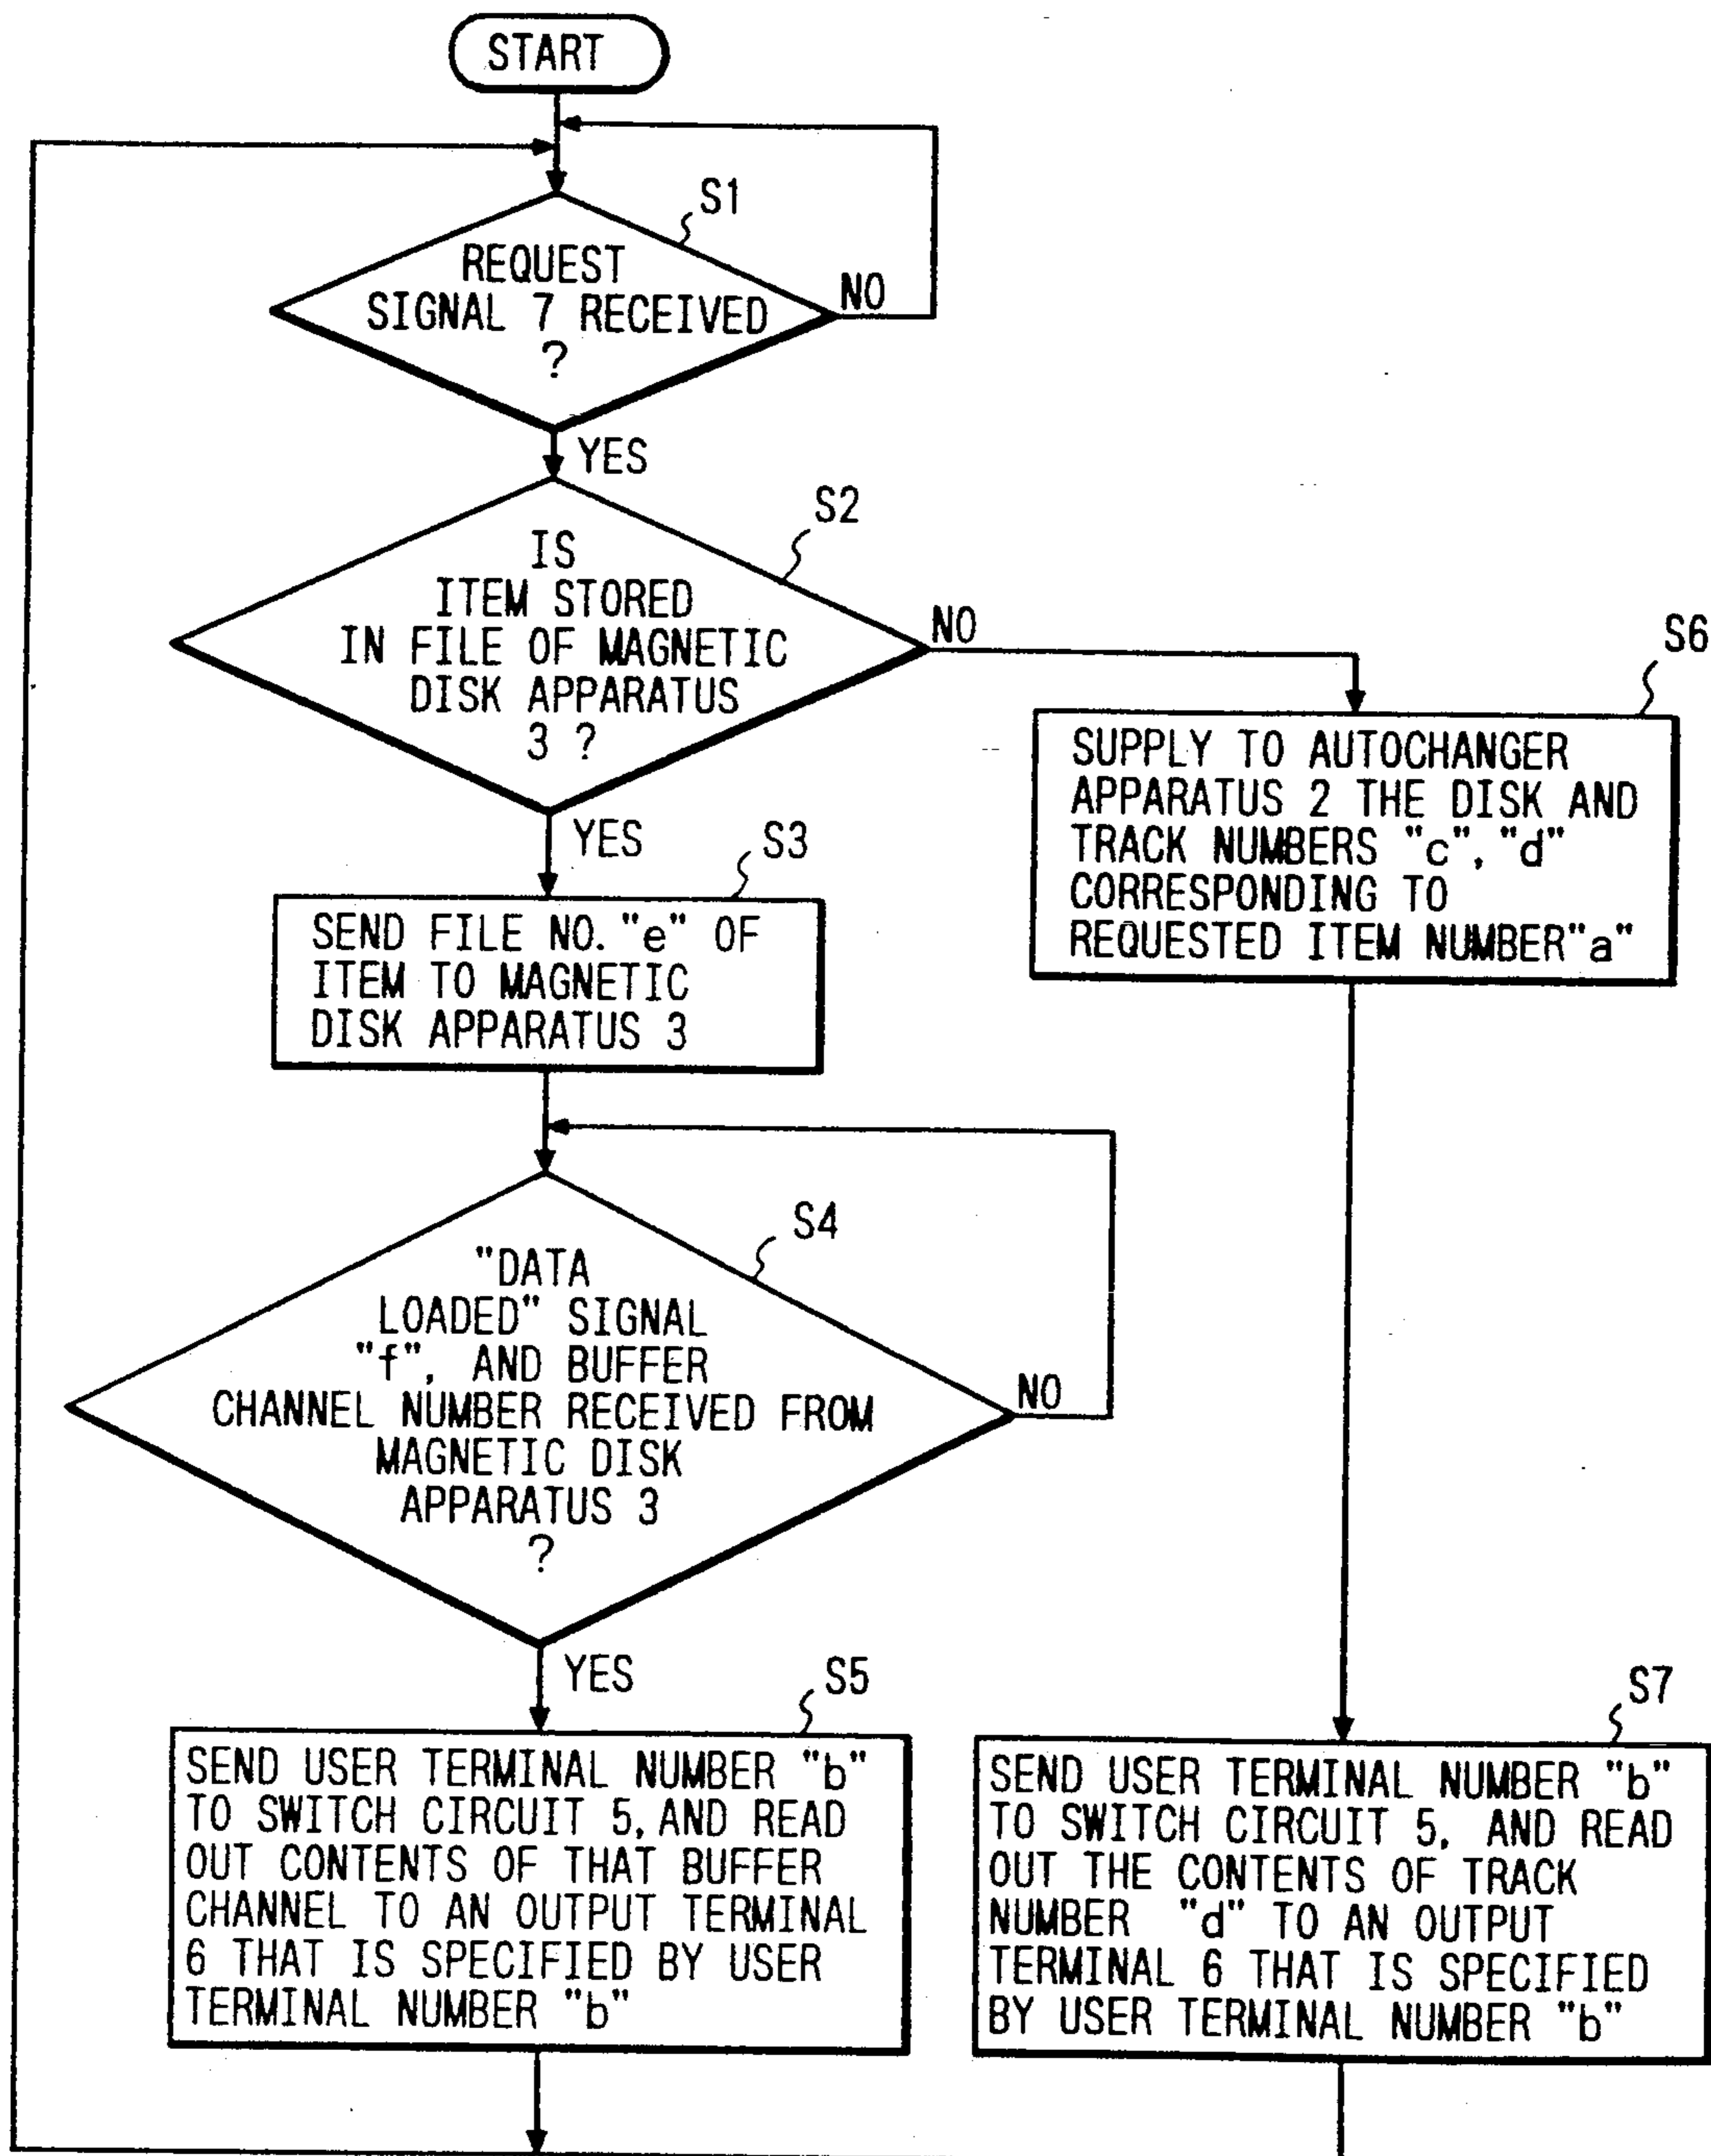 START
S1
REQUEST
SIGNAL 7 RECEIVED
?
NO
YES
S2
IS
ITEM STORED
IN FILE OF MAGNETIC
DISK APPARATUS
3 ?
NO
YES
S6
SUPPLY TO AUTOCHANGER
APPARATUS 2 THE DISK AND
TRACK NUMBERS "c", "d"
CORRESPONDING TO
REQUESTED ITEM NUMBER"a"
S3
SEND FILE NO. "e" OF
ITEM TO MAGNETIC
DISK APPARATUS 3
S4
"DATA
LOADED" SIGNAL
"f", AND BUFFER
CHANNEL NUMBER RECEIVED FROM
MAGNETIC DISK
APPARATUS 3
?
NO
YES
S5
SEND USER TERMINAL NUMBER "b"
TO SWITCH CIRCUIT 5, AND READ
OUT CONTENTS OF THAT BUFFER
CHANNEL TO AN OUTPUT TERMINAL
6 THAT IS SPECIFIED BY USER
TERMINAL NUMBER "b"
S7
SEND USER TERMINAL NUMBER "b"
TO SWITCH CIRCUIT 5, AND READ
OUT THE CONTENTS OF TRACK
NUMBER "d" TO AN OUTPUT
TERMINAL 6 THAT IS SPECIFIED
BY USER TERMINAL NUMBER "b"